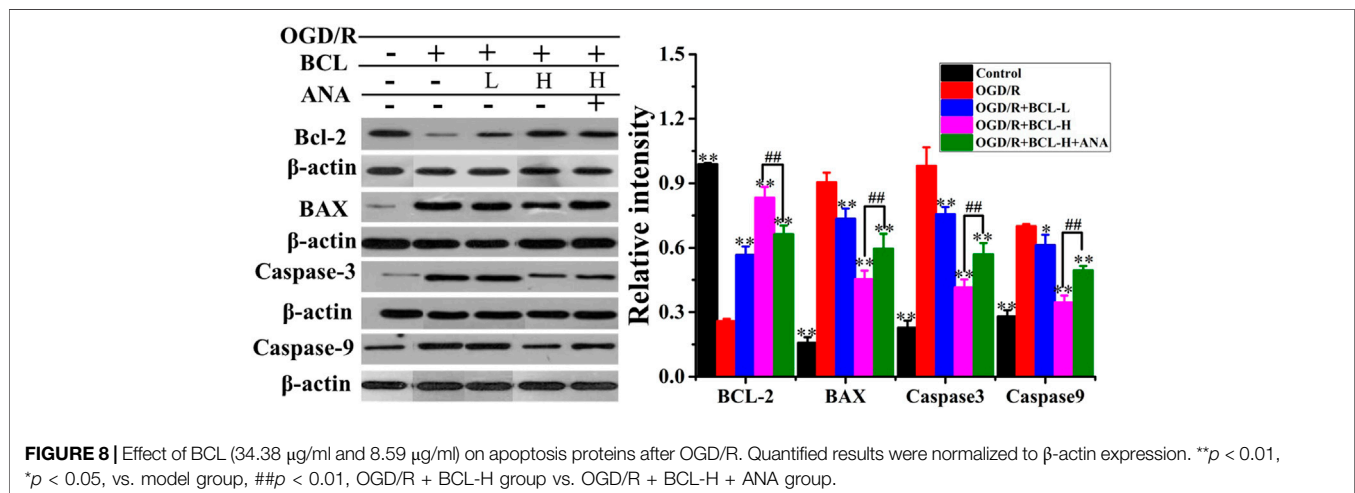 OGD/R
BCL - + + + +
L H H
ANA - - - - +
Bcl-2
β-actin
BAX
β-actin
Caspase-3
β-actin
Caspase-9
β-actin
1.5
1.2
0.9
0.6
0.3
0.0
Relative intensity
Control
OGD/R
OGD/R+BCL-L
OGD/R+BCL-H
OGD/R+BCL-H+ANA
** ** ** ** ##
** ** ** ** ##
** ** ** ** ##
** * ** ** ##
BCL-2 BAX Caspase3 Caspase9
FIGURE 8 | Effect of BCL (34.38 μg/ml and 8.59 μg/ml) on apoptosis proteins after OGD/R. Quantified results were normalized to β-actin expression. **p < 0.01,
*p < 0.05, vs. model group, ##p < 0.01, OGD/R + BCL-H group vs. OGD/R + BCL-H + ANA group.